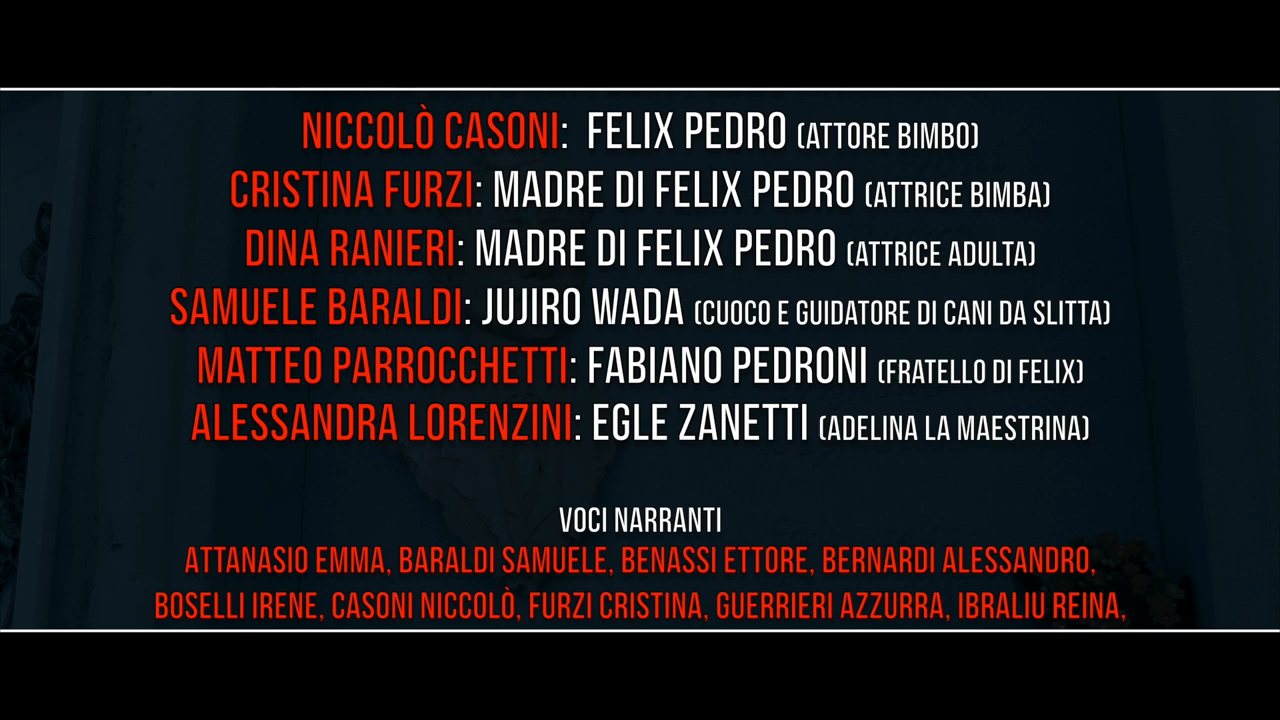 NICCOLÒ CASONI: FELIX PEDRO (ATTORE BIMBO)
CRISTINA FURZI: MADRE DI FELIX PEDRO (ATTRICE BIMBA)
DINA RANIERI: MADRE DI FELIX PEDRO (ATTRICE ADULTA)
SAMUELE BARALDI: JUJIRO WADA (CUOCO E GUIDATORE DI CANI DA SLITTA)
MATTEO PARROCCHETTI: FABIANO PEDRONI (FRATELLO DI FELIX)
ALESSANDRA LORENZINI: EGLE ZANETTI (ADELINA LA MAESTRINA)
VOCI NARRANTI
ATTANASIO EMMA, BARALDI SAMUELE, BENASSI ETTORE, BERNARDI ALESSANDRO,
BOSELLI IRENE, CASONI NICCOLÒ, FURZI CRISTINA, GUERRIERI AZZURRA, IBRALIU REINA,